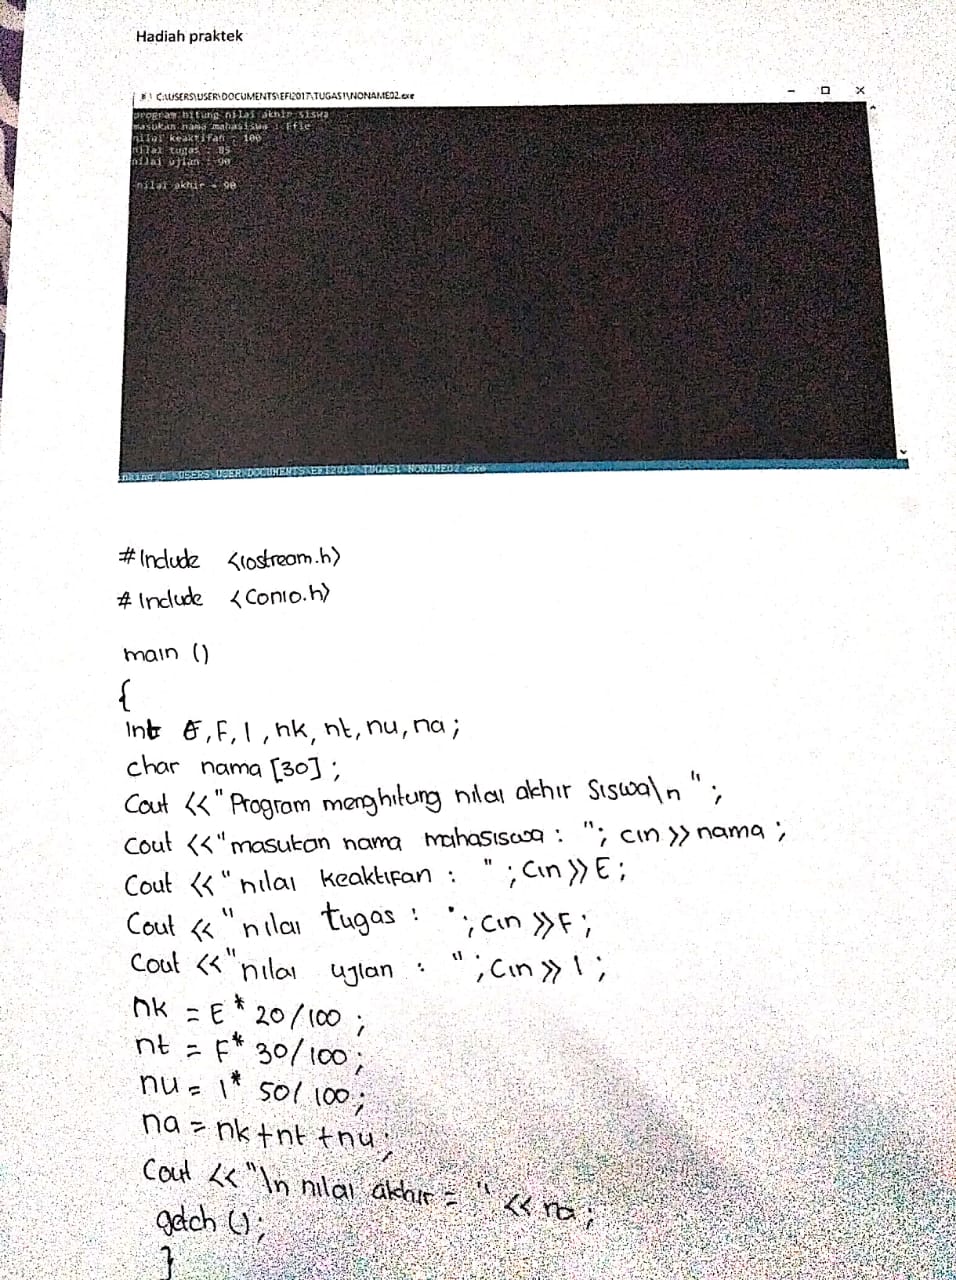 Hadiah praktek
C:\USERS\USER\DOCUMENTS\EFI2017\TUGAS1\NONAME02.exe
program hitung nilai akhir siswa
masukan nama mahasiswa : Efie
nilai keaktifan : 100
nilai tugas : 85
nilai ujian : 90
nilai akhir = 90
C:\USERS\USER\DOCUMENTS\EFI2017\TUGAS1\NONAME02.exe
#Include <iostream.h>
#Include <Conio.h>
main ()
{
Int E,F,I,nk,nt,nu,na;
char nama [30];
Cout <<"Program menghitung nilai akhir Siswa\n";
Cout <<"masukan nama mahasiswa : "; cin >> nama;
Cout <<"nilai keaktifan : "; Cin >> E;
Cout <<"nilai tugas : "; cin >> F;
Cout <<"nilai ujian : "; Cin >> I;
nk = E * 20/100;
nt = F* 30/100;
nu = I* 50/100;
na = nk+nt+nu;
Cout <<"\n nilai akhir = " << na;
getch ();
}